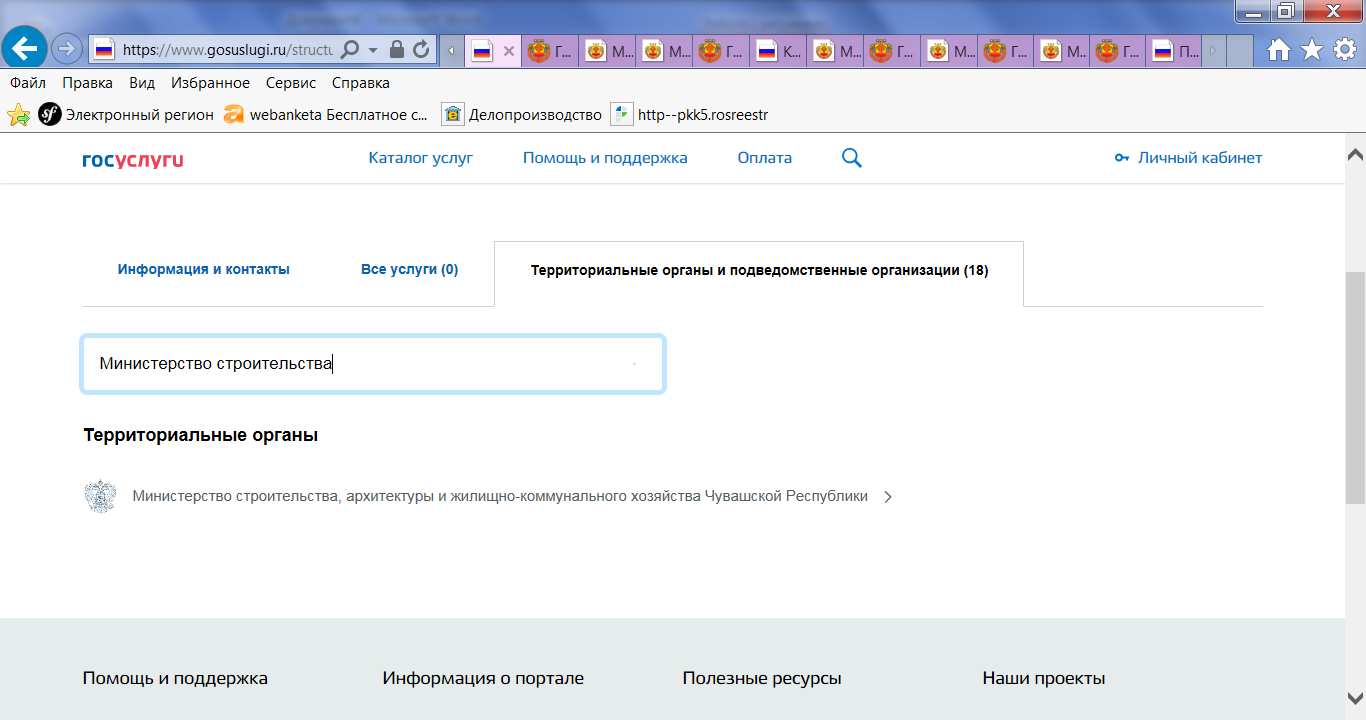 https://www.gosuslugi.ru/structu
Г... М... М... Г... К... М... Г... М... Г... М... Г... П...
Файл Правка Вид Избранное Сервис Справка
Электронный регион webanketa Бесплатное с... Делопроизводство http--pkk5.rosreestr
госуслуги Каталог услуг Помощь и поддержка Оплата Личный кабинет
Информация и контакты Все услуги (0) Территориальные органы и подведомственные организации (18)
Министерство строительства
Территориальные органы
Министерство строительства, архитектуры и жилищно-коммунального хозяйства Чувашской Республики
Помощь и поддержка Информация о портале Полезные ресурсы Наши проекты